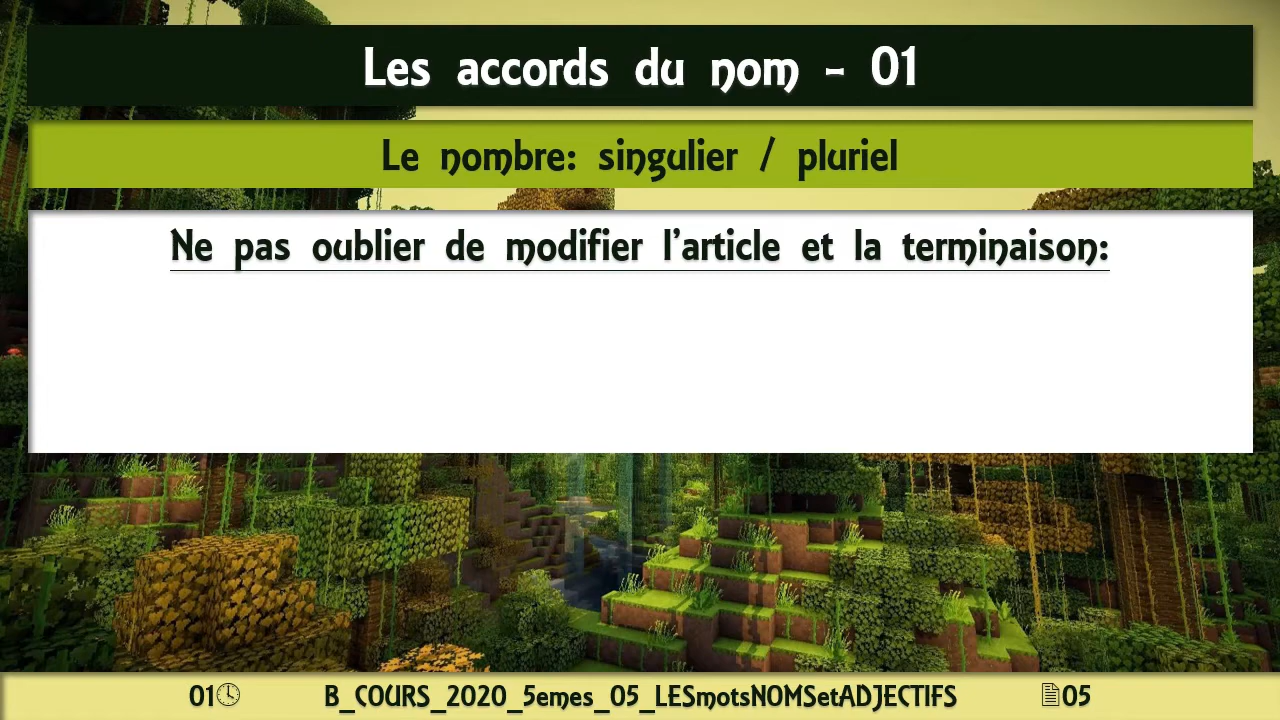 Les accords du nom - 01
Le nombre: singulier / pluriel
Ne pas oublier de modifier l'article et la terminaison:
01🕓 B_COURS_2020_5emes_05_LESmotsNOMSetADJECTIFS 🗎05